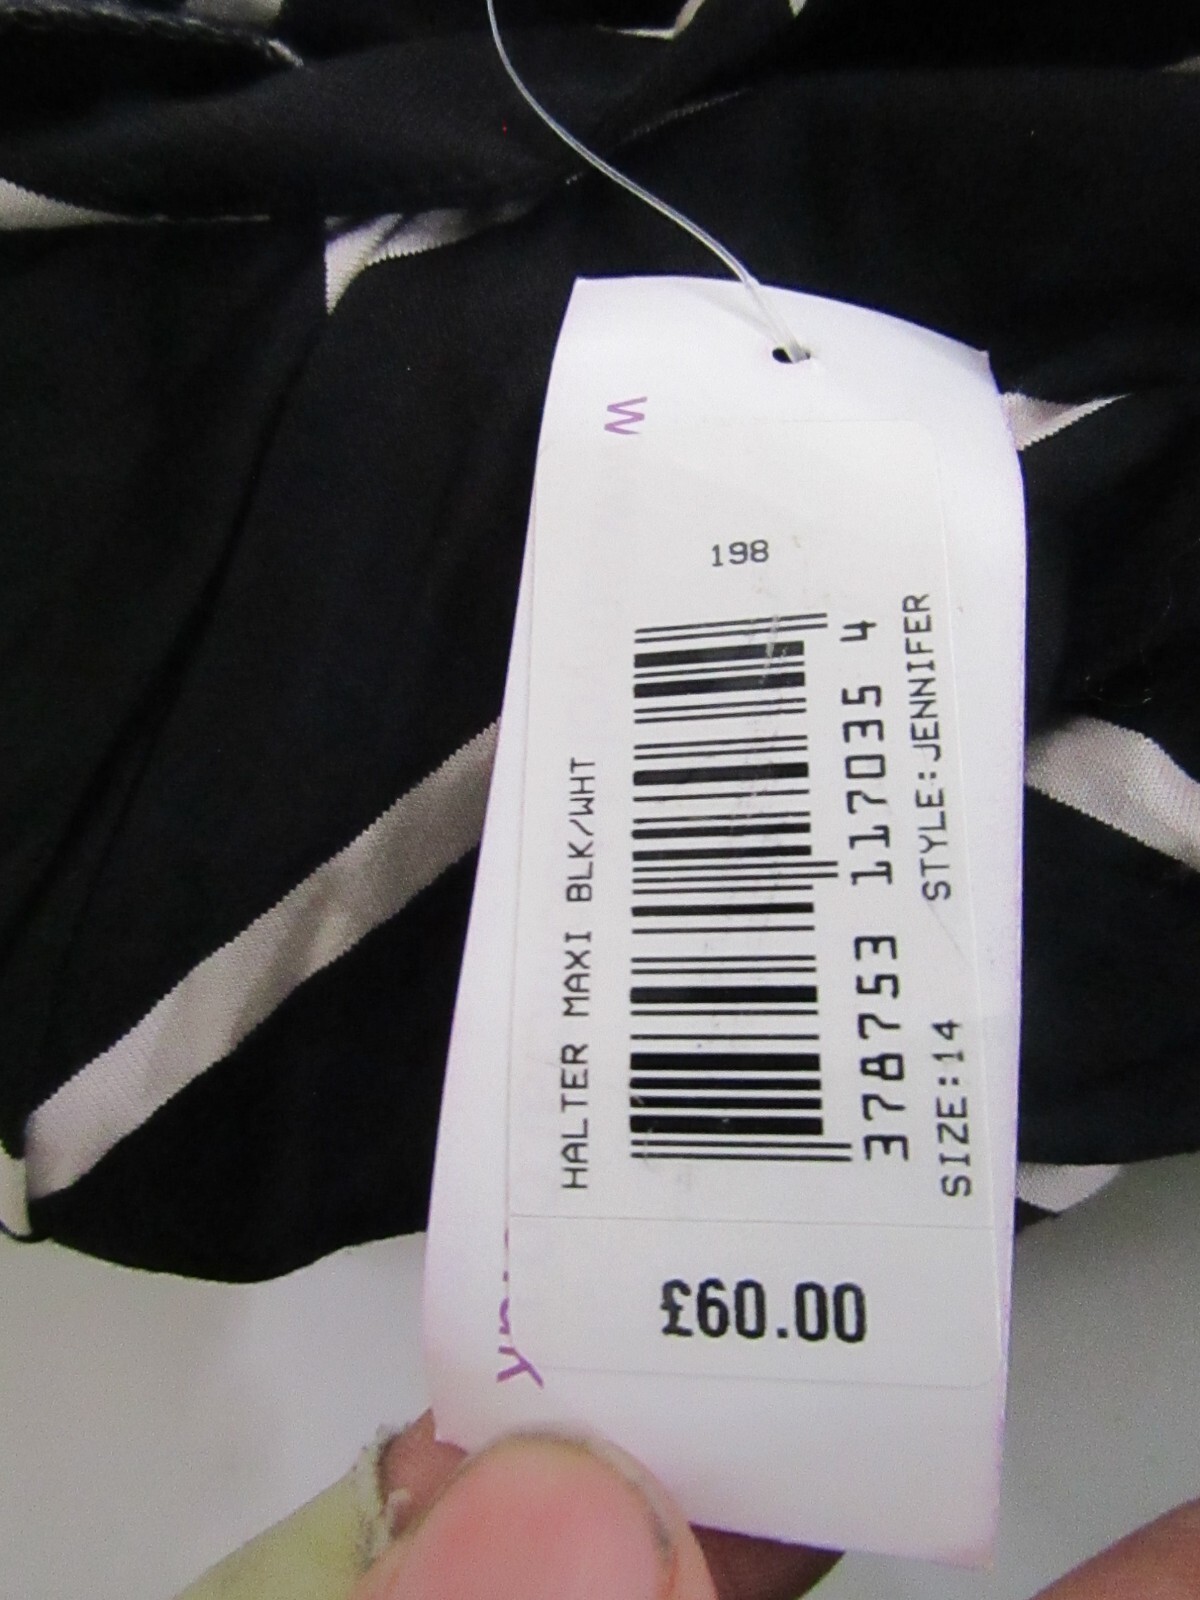 198
HALTER MAXI BLK/WHT
378753 117035 4
SIZE:14 STYLE:JENNIFER
£60.00